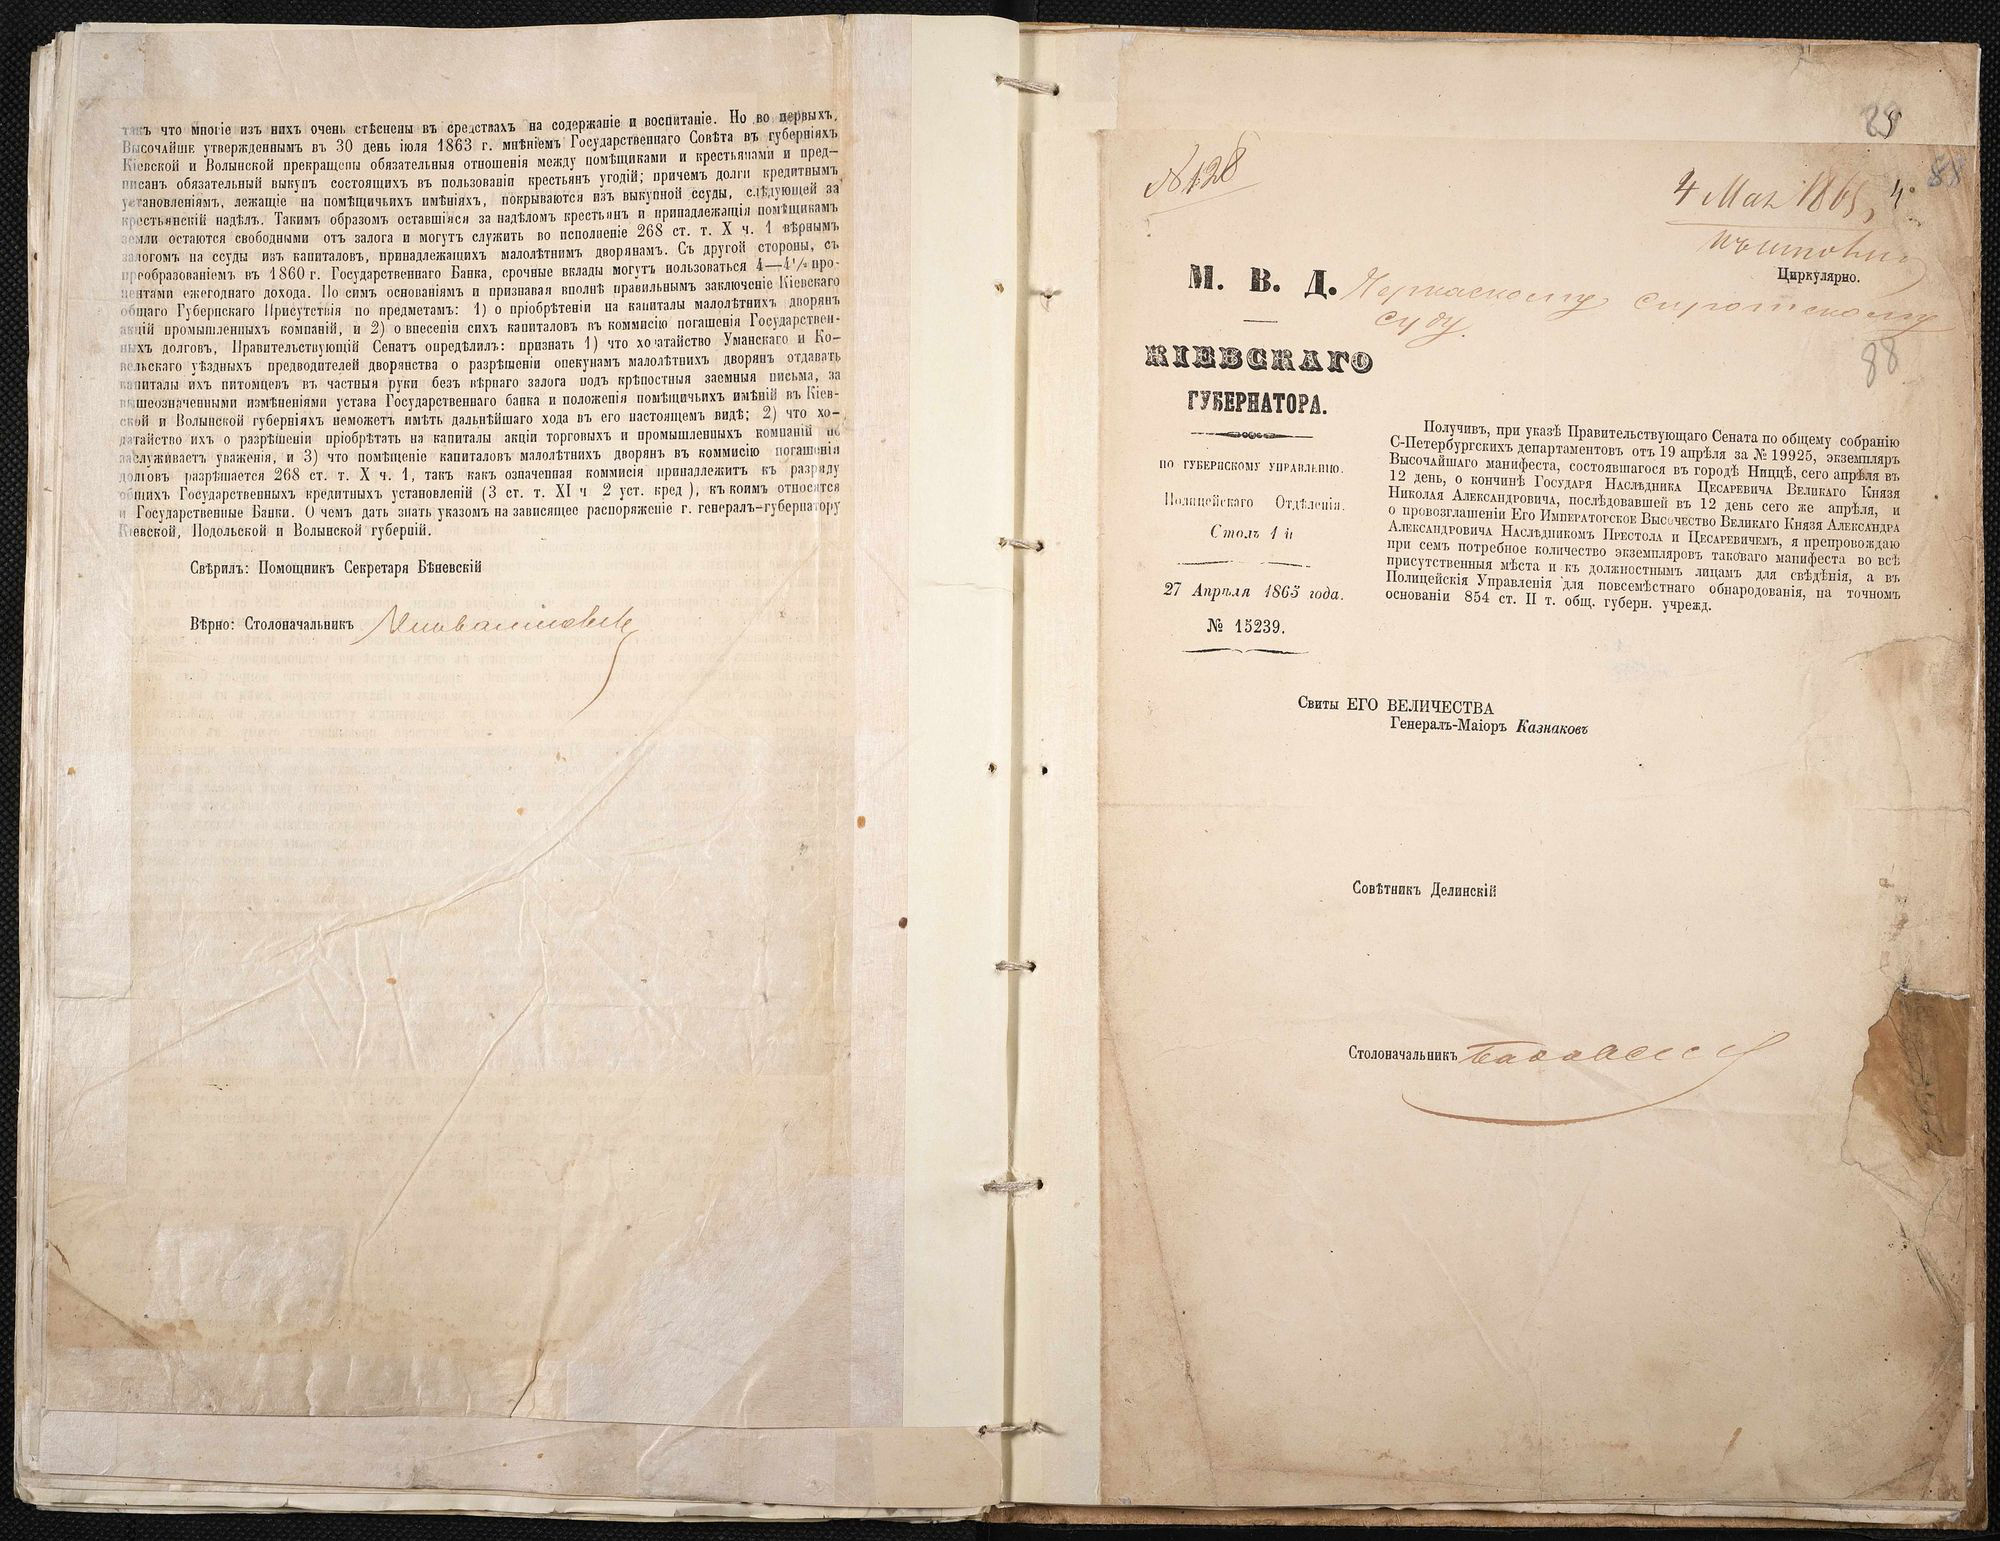 такъ что многіе изъ нихъ очень стѣснены въ средствахъ на содержаніе и воспитаніе. Но во первыхъ,
Высочайше утвержденнымъ въ 30 день іюля 1863 г. мнѣніемъ Государственнаго Совѣта въ губерніяхъ
Кіевской и Волынской прекращены обязательныя отношенія между помѣщиками и крестьянами и пред-
писанъ обязательный выкупъ состоящихъ въ пользованіи крестьянъ угодій; причемъ долги кредитнымъ
установленіямъ, лежащіе на помѣщичьихъ имѣніяхъ, покрываются изъ выкупной ссуды, слѣдующей за
крестьянскій надѣлъ. Такимъ образомъ оставшіяся за надѣломъ крестьянъ и принадлежащія помѣщикамъ
земли остаются свободными отъ залога и могутъ служить во исполненіе 268 ст. т. X ч. 1 вѣрнымъ
залогомъ на ссуды изъ капиталовъ, принадлежащихъ малолѣтнимъ дворянамъ. Съ другой стороны, съ
преобразованіемъ въ 1860 г. Государственнаго Банка, срочные вклады могутъ пользоваться 4—4½ про-
центами ежегоднаго дохода. По симъ основаніямъ и признавая вполнѣ правильнымъ заключеніе Кіевскаго
общаго Губернскаго Присутствія по предметамъ: 1) о пріобрѣтеніи на капиталы малолѣтнихъ дворянъ
акцій промышленныхъ компаній, и 2) о внесеніи сихъ капиталовъ въ коммисію погашенія Государствен-
ныхъ долговъ, Правительствующій Сенатъ опредѣлилъ: признать 1) что ходатайство Уманскаго и Ко-
вельскаго уѣздныхъ предводителей дворянства о разрѣшеніи опекунамъ малолѣтнихъ дворянъ отдавать
капиталы ихъ питомцевъ въ частныя руки безъ вѣрнаго залога подъ крѣпостныя заемныя письма, за
вышеозначенными измѣненіями устава Государственнаго банка и положенія помѣщичьихъ имѣній въ Кіев-
ской и Волынской губерніяхъ неможетъ имѣть дальнѣйшаго хода въ его настоящемъ видѣ; 2) что хо-
датайство ихъ о разрѣшеніи пріобрѣтать на капиталы акціи торговыхъ и промышленныхъ компаній не
заслуживаетъ уваженія, и 3) что помѣщеніе капиталовъ малолѣтнихъ дворянъ въ коммисію погашенія
долговъ разрѣшается 268 ст. т. X ч. 1, такъ какъ означенная коммисія принадлежитъ къ разряду
общихъ Государственныхъ кредитныхъ установленій (3 ст. т. XI ч 2 уст. кред ), къ коимъ относятся
и Государственные Банки. О чемъ дать знать указомъ на зависящее распоряженіе г. генералъ-губернатору
Кіевской, Подольской и Волынской губерній.
Свѣрилъ: Помощникъ Секретаря Бѣневскій
Вѣрно: Столоначальникъ
88
№ 128
4 Мая 1865
Циркулярно.
М. В. Д.
Черкасскому сиротскому
суду.
КІЕВСКАГО
ГУБЕРНАТОРА.
88
ПО ГУБЕРНСКОМУ УПРАВЛЕНІЮ.
Полицейскаго Отдѣленія.
Столъ 1 й
27 Апрѣля 1865 года.
№ 15239.
Получивъ, при указѣ Правительствующаго Сената по общему собранію
С-Петербургскихъ департаментовъ отъ 19 апрѣля за № 19925, экземпляръ
Высочайшаго манифеста, состоявшагося въ городѣ Ниццѣ, сего апрѣля въ
12 день, о кончинѣ Государя Наслѣдника Цесаревича Великаго Князя
Николая Александровича, послѣдовавшей въ 12 день сего же апрѣля, и
о провозглашеніи Его Императорское Высочество Великаго Князя Александра
Александровича Наслѣдникомъ Престола и Цесаревичемъ, я препровождаю
при семъ потребное количество экземпляровъ таковаго манифеста во всѣ
присутственныя мѣста и къ должностнымъ лицамъ для свѣдѣнія, а въ
Полицейскія Управленія для повсемѣстнаго обнародованія, на точномъ
основаніи 854 ст. II т. общ. губерн. учрежд.
Свиты ЕГО ВЕЛИЧЕСТВА
Генералъ-Маіоръ Казнаковъ
Совѣтникъ Делинскій
Столоначальникъ